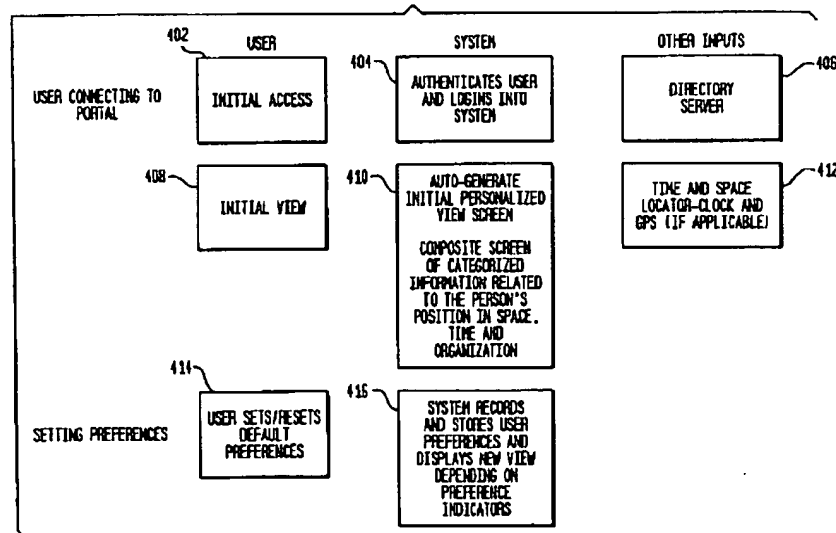 USER
SYSTEM
OTHER INPUTS
USER CONNECTING TO
PORTAL
402
INITIAL ACCESS
404
AUTHENTICATES USER
AND LOGINS INTO
SYSTEM
406
DIRECTORY
SERVER
408
INITIAL VIEW
410
AUTO-GENERATE
INITIAL PERSONALIZED
VIEW SCREEN
COMPOSITE SCREEN
OF CATEGORIZED
INFORMATION RELATED
TO THE PERSON'S
POSITION IN SPACE,
TIME AND
ORGANIZATION
412
TIME AND SPACE
LOCATOR-CLOCK AND
GPS (IF APPLICABLE)
SETTING PREFERENCES
414
USER SETS/RESETS
DEFAULT
PREFERENCES
416
SYSTEM RECORDS
AND STORES USER
PREFERENCES AND
DISPLAYS NEW VIEW
DEPENDING ON
PREFERENCE
INDICATORS